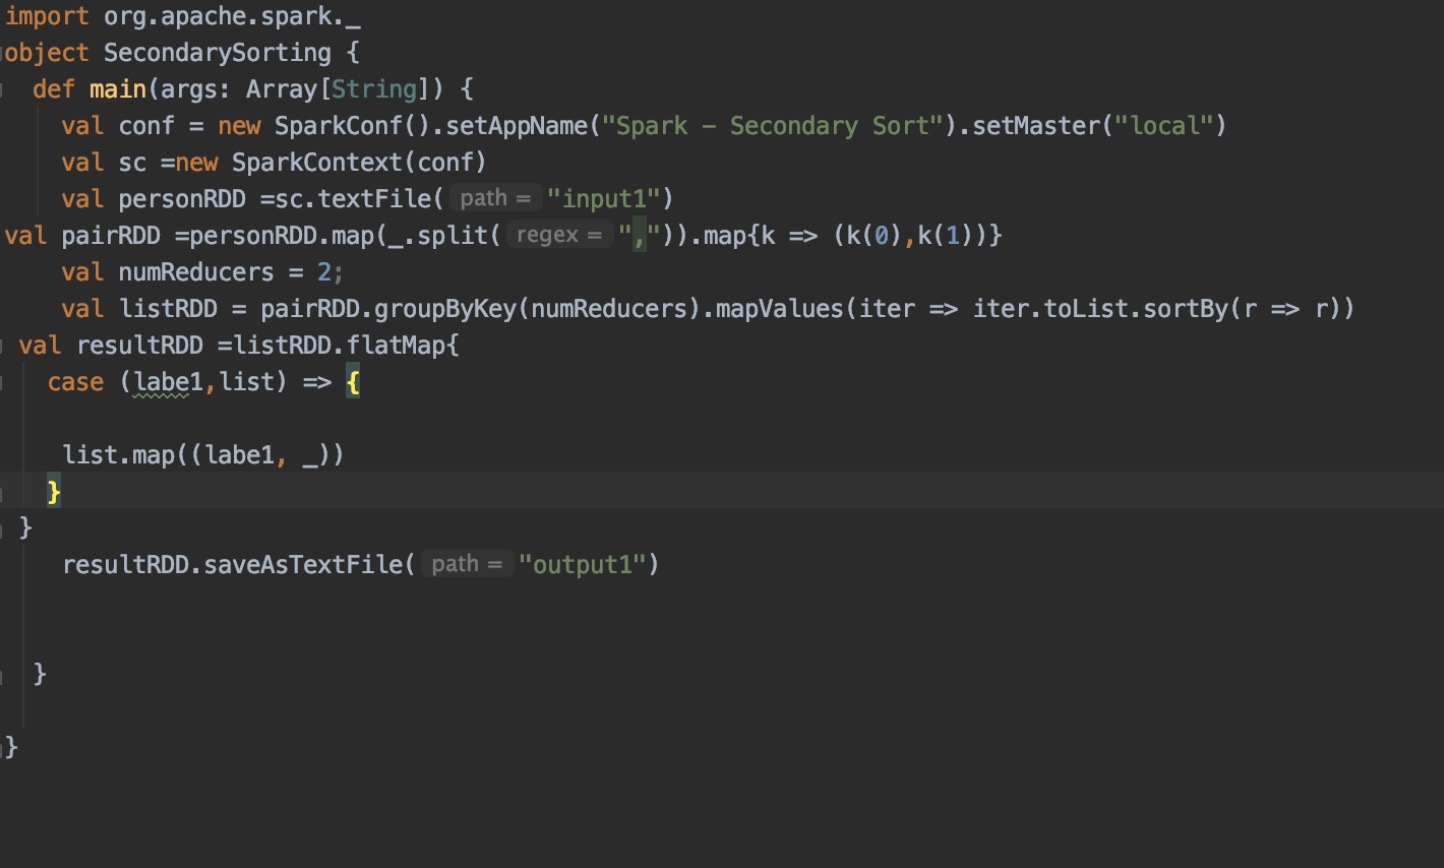 import org.apache.spark._
object SecondarySorting {
def main(args: Array[String]) {
val conf = new SparkConf().setAppName("Spark - Secondary Sort").setMaster("local")
val sc =new SparkContext(conf)
val personRDD =sc.textFile( path = "input1")
val pairRDD =personRDD.map(_.split( regex = ",")).map{k => (k(0),k(1))}
val numReducers = 2;
val listRDD = pairRDD.groupByKey(numReducers).mapValues(iter => iter.toList.sortBy(r => r))
val resultRDD =listRDD.flatMap{
case (labe1,list) => {
list.map((labe1, _))
}
}
resultRDD.saveAsTextFile( path = "output1")
}
}